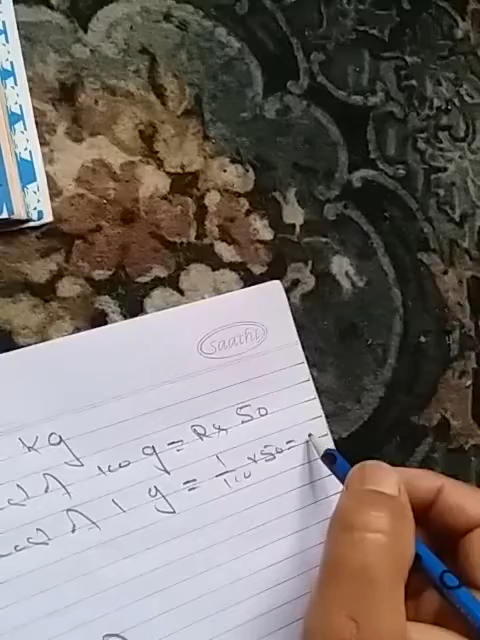 saathi
kg
A 100 g = Rs 50
A 1 g = 1/100 × 50 =